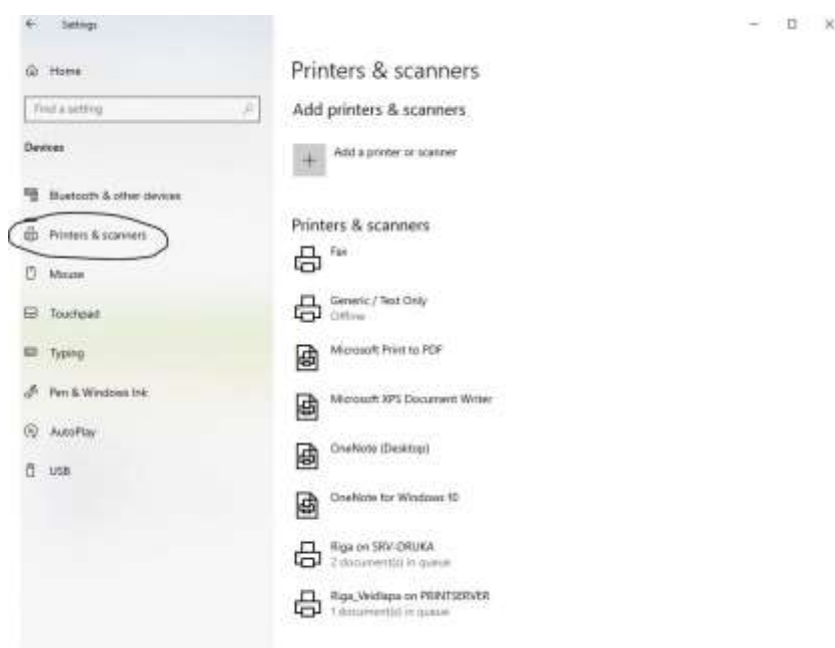 Settings
Home
Find a setting
Devices
Bluetooth & other devices
Printers & scanners
Mouse
Touchpad
Typing
Pen & Windows Ink
AutoPlay
USB
Printers & scanners
Add printers & scanners
Add a printer or scanner
Printers & scanners
Fax
Generic / Text Only
Offline
Microsoft Print to PDF
Microsoft XPS Document Writer
OneNote (Desktop)
OneNote for Windows 10
Riga on SRV-DRUKA
2 document(s) in queue
Riga_Veidlapa on PRINTSERVER
1 document(s) in queue